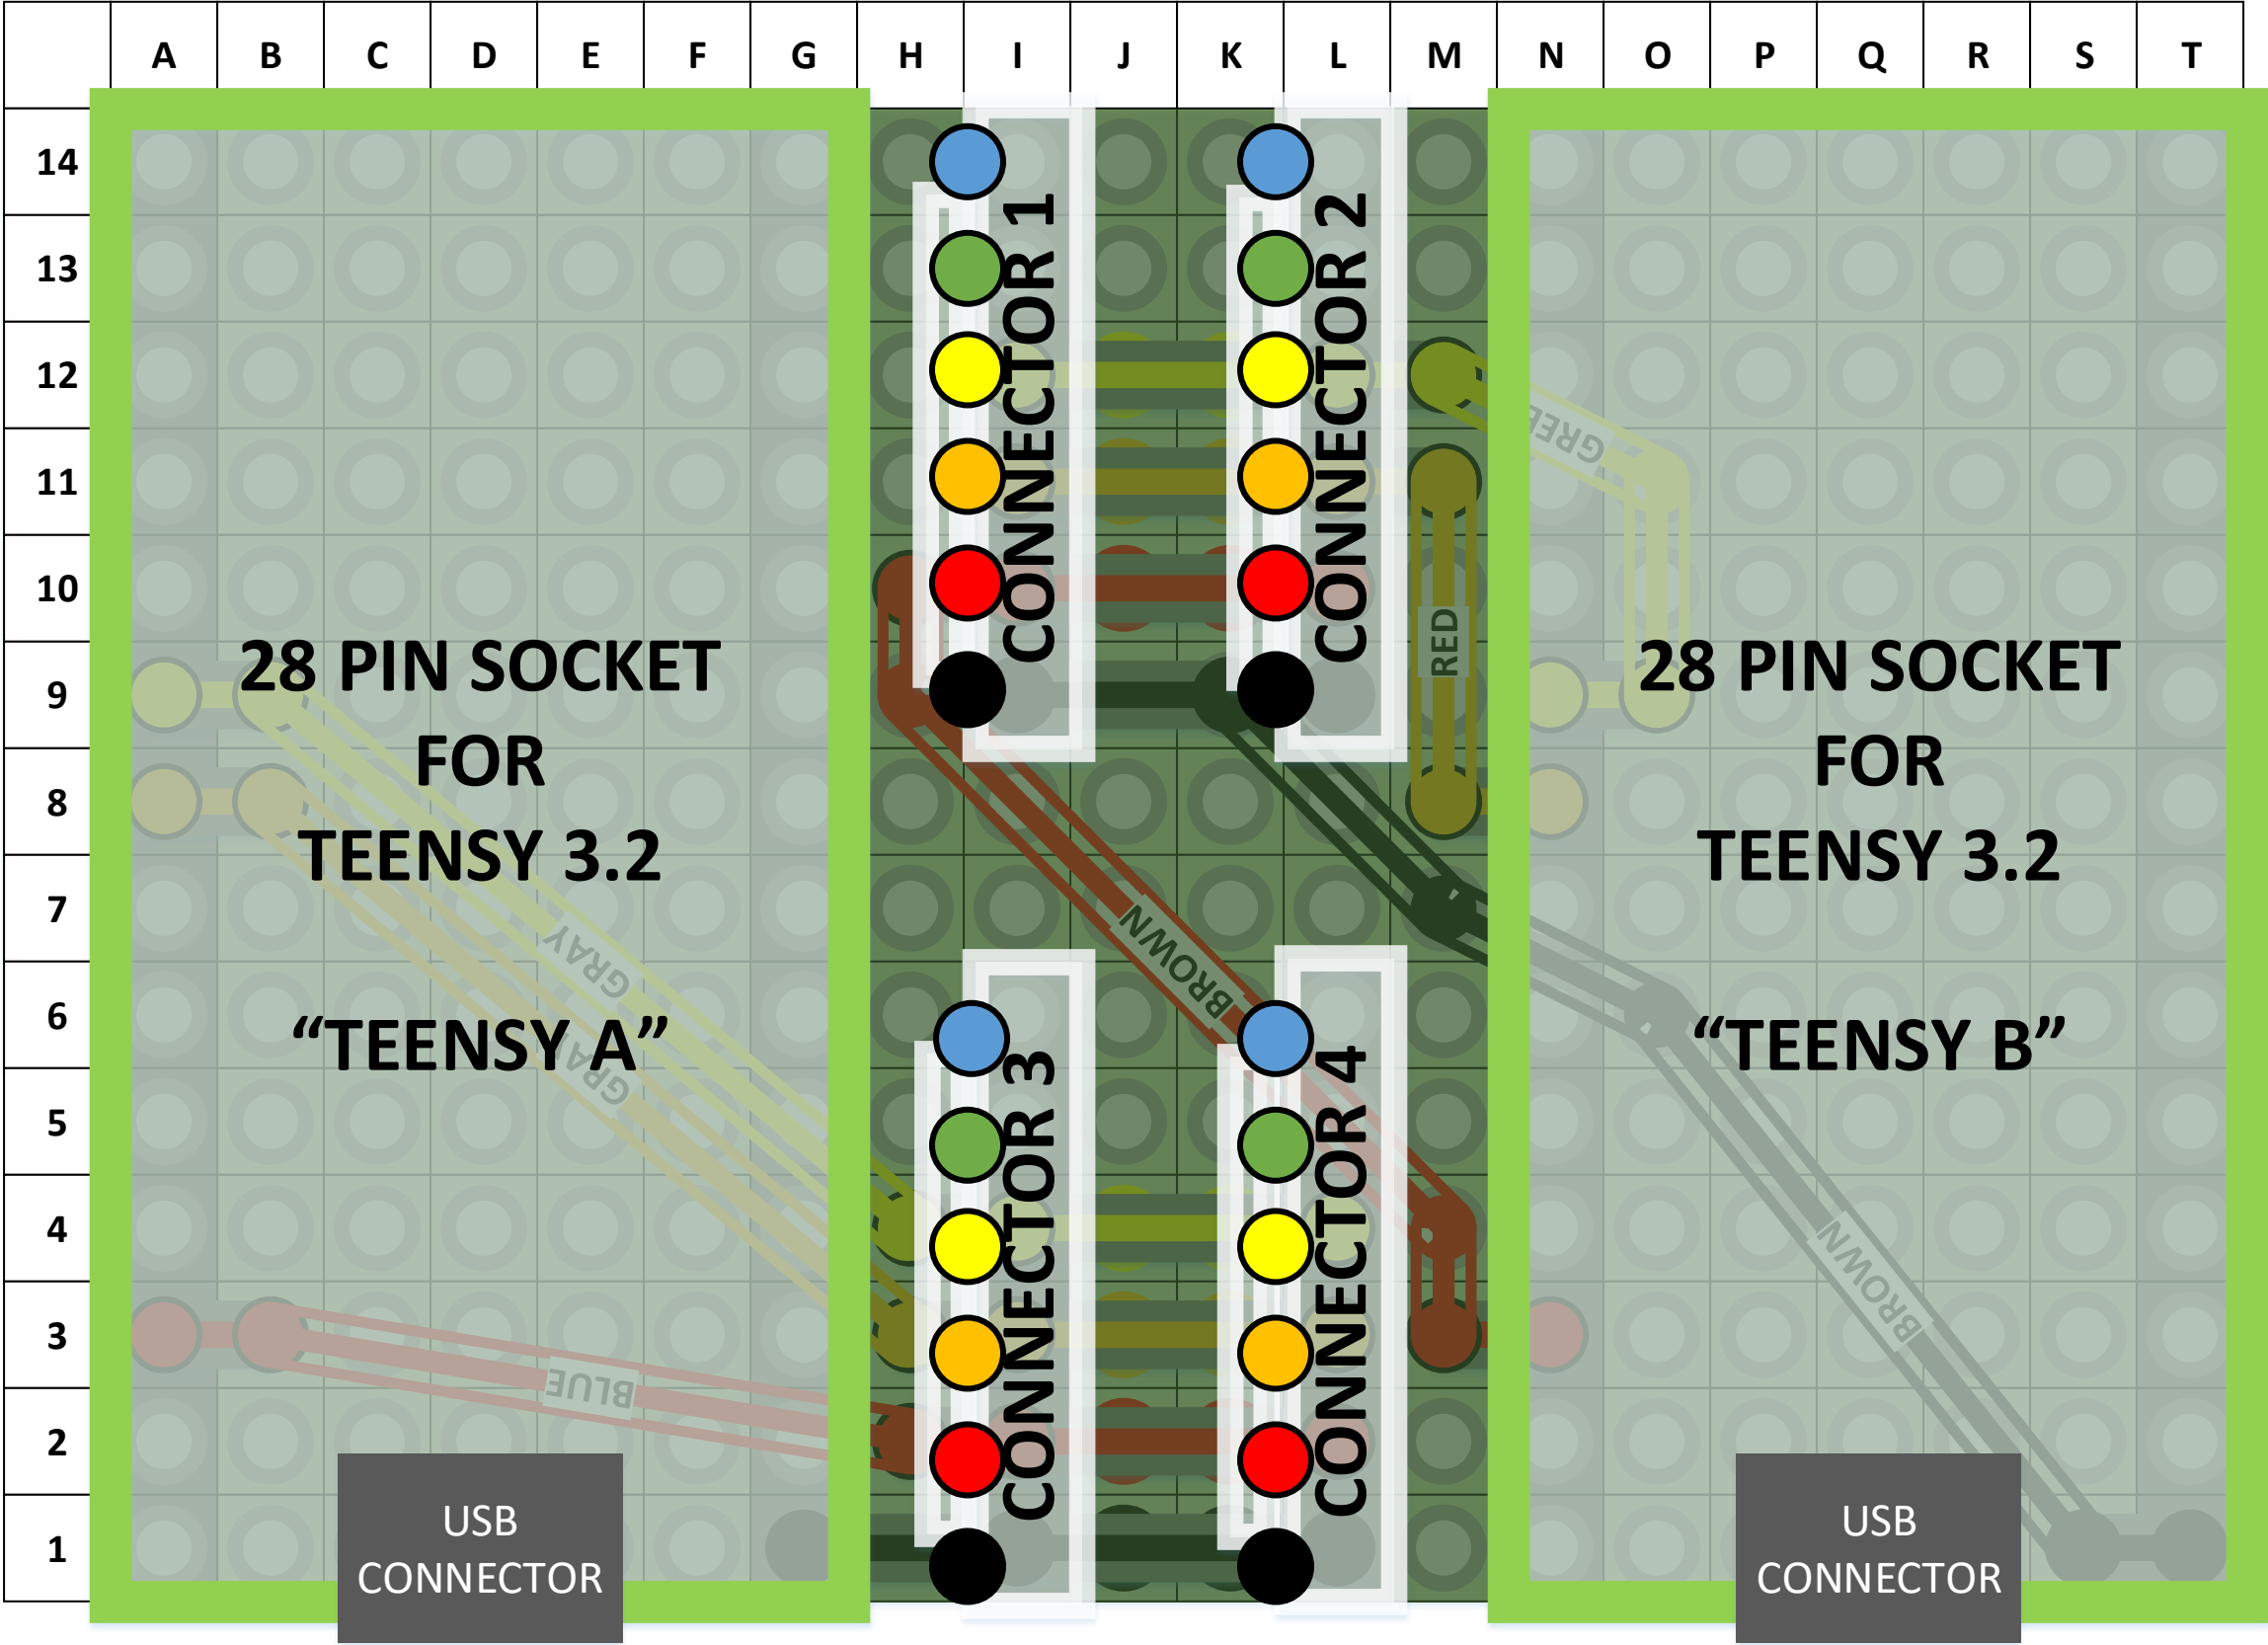 A B C D E F G H I J K L M N O P Q R S T
14
13
12
11
10
9
8
7
6
5
4
3
2
1
28 PIN SOCKET
FOR
TEENSY 3.2
“TEENSY A”
GRAY
GRAY
BLUE
USB
CONNECTOR
CONNECTOR 1
CONNECTOR 2
CONNECTOR 3
CONNECTOR 4
BROWN
RED
28 PIN SOCKET
FOR
TEENSY 3.2
“TEENSY B”
GREE
BROWN
USB
CONNECTOR